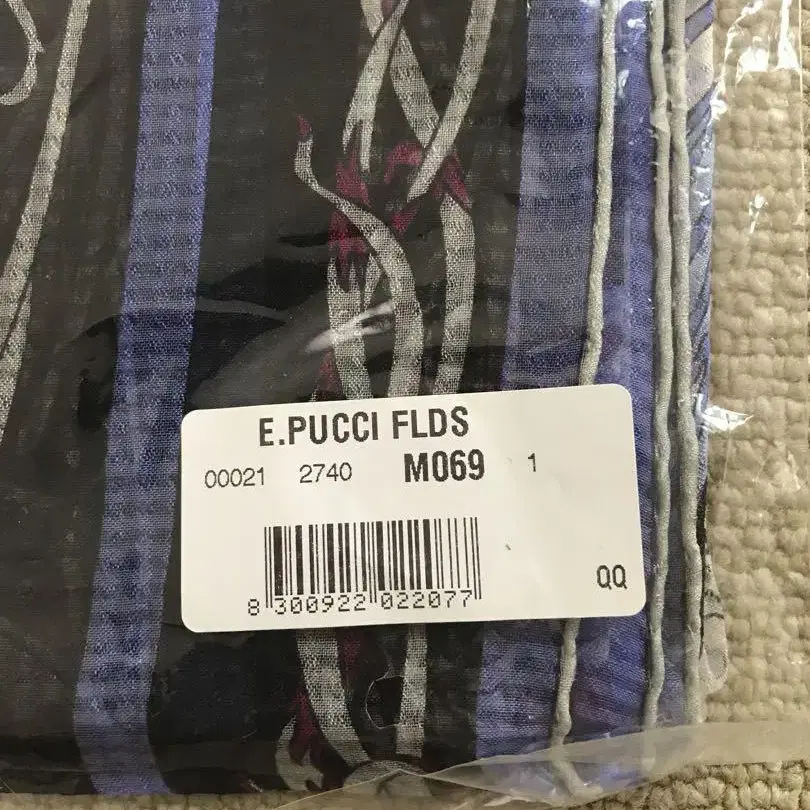 E.PUCCI FLDS
00021 2740 M069 1
8 300922 022077
QQ